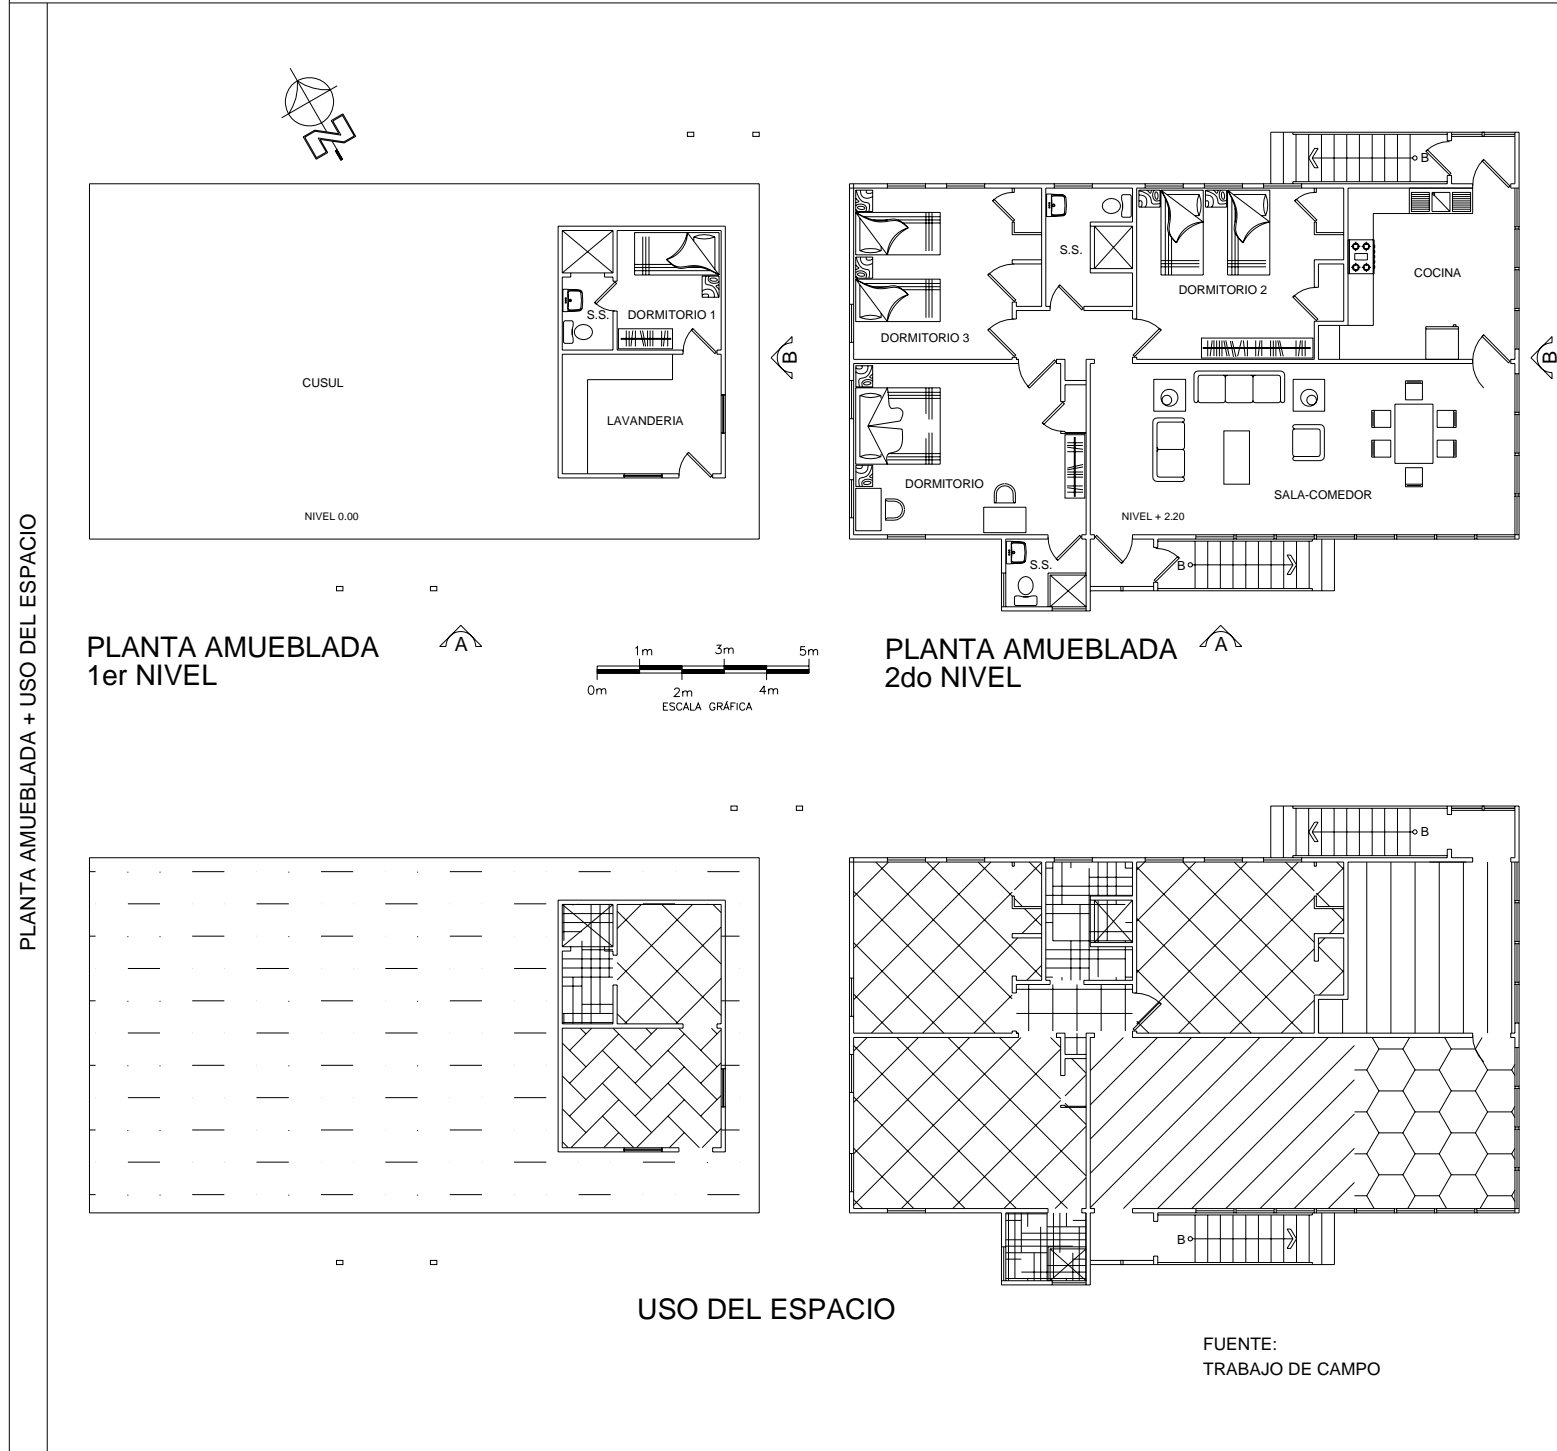 PLANTA AMUEBLADA + USO DEL ESPACIO
N
B
S.S.
COCINA
DORMITORIO 2
S.S.
DORMITORIO 1
DORMITORIO 3
B
B
CUSUL
LAVANDERIA
DORMITORIO
SALA-COMEDOR
NIVEL 0.00
NIVEL + 2.20
S.S.
B
PLANTA AMUEBLADA
1er NIVEL
A
1m 3m 5m
0m 2m 4m
ESCALA GRÁFICA
PLANTA AMUEBLADA
2do NIVEL
A
B
B
USO DEL ESPACIO
FUENTE:
TRABAJO DE CAMPO